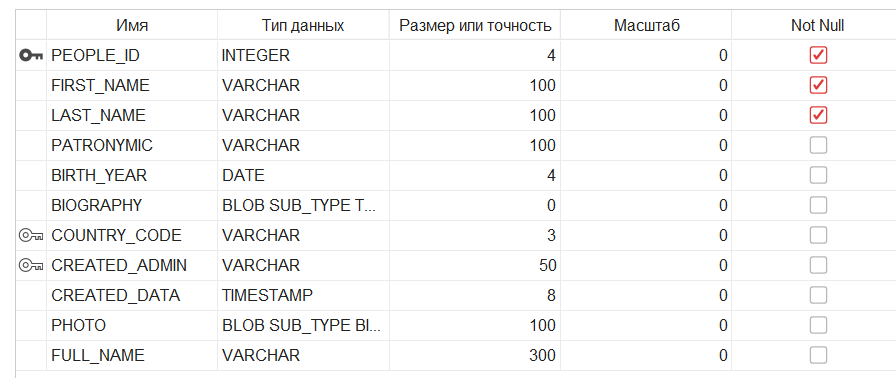 Имя Тип данных Размер или точность Масштаб Not Null
PEOPLE_ID INTEGER 4 0
FIRST_NAME VARCHAR 100 0
LAST_NAME VARCHAR 100 0
PATRONYMIC VARCHAR 100 0
BIRTH_YEAR DATE 4 0
BIOGRAPHY BLOB SUB_TYPE T... 0 0
COUNTRY_CODE VARCHAR 3 0
CREATED_ADMIN VARCHAR 50 0
CREATED_DATA TIMESTAMP 8 0
PHOTO BLOB SUB_TYPE BI... 100 0
FULL_NAME VARCHAR 300 0